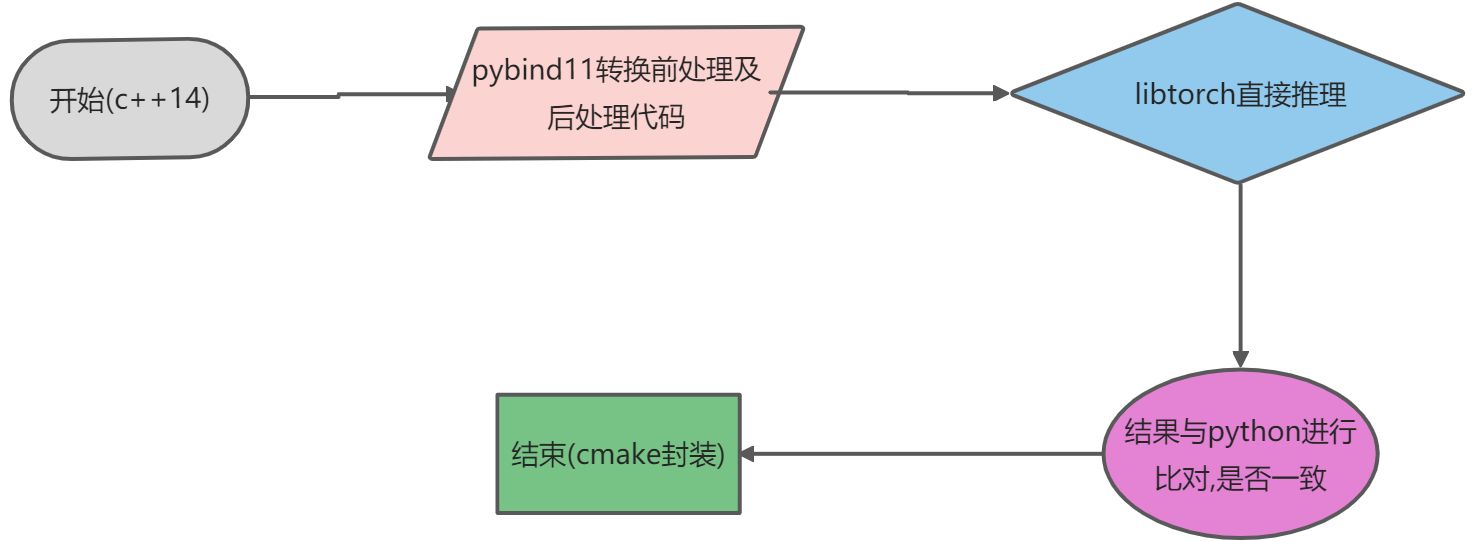 开始(c++14)
pybind11转换前处理及
后处理代码
libtorch直接推理
结果与python进行
比对,是否一致
结束(cmake封装)